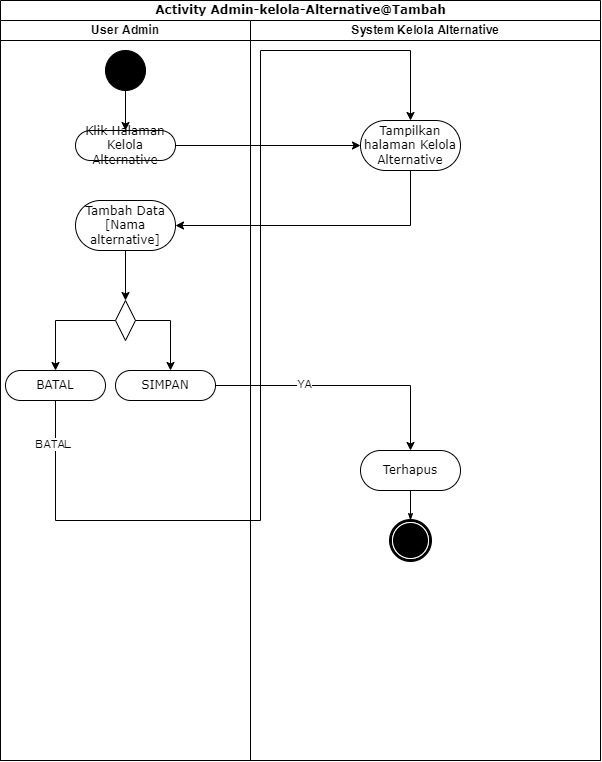 Activity Admin-kelola-Alternative@Tambah
User Admin
System Kelola Alternative
Klik Halaman
Kelola
Alternative
Tampilkan
halaman Kelola
Alternative
Tambah Data
[Nama
alternative]
BATAL
SIMPAN
YA
BATAL
Terhapus